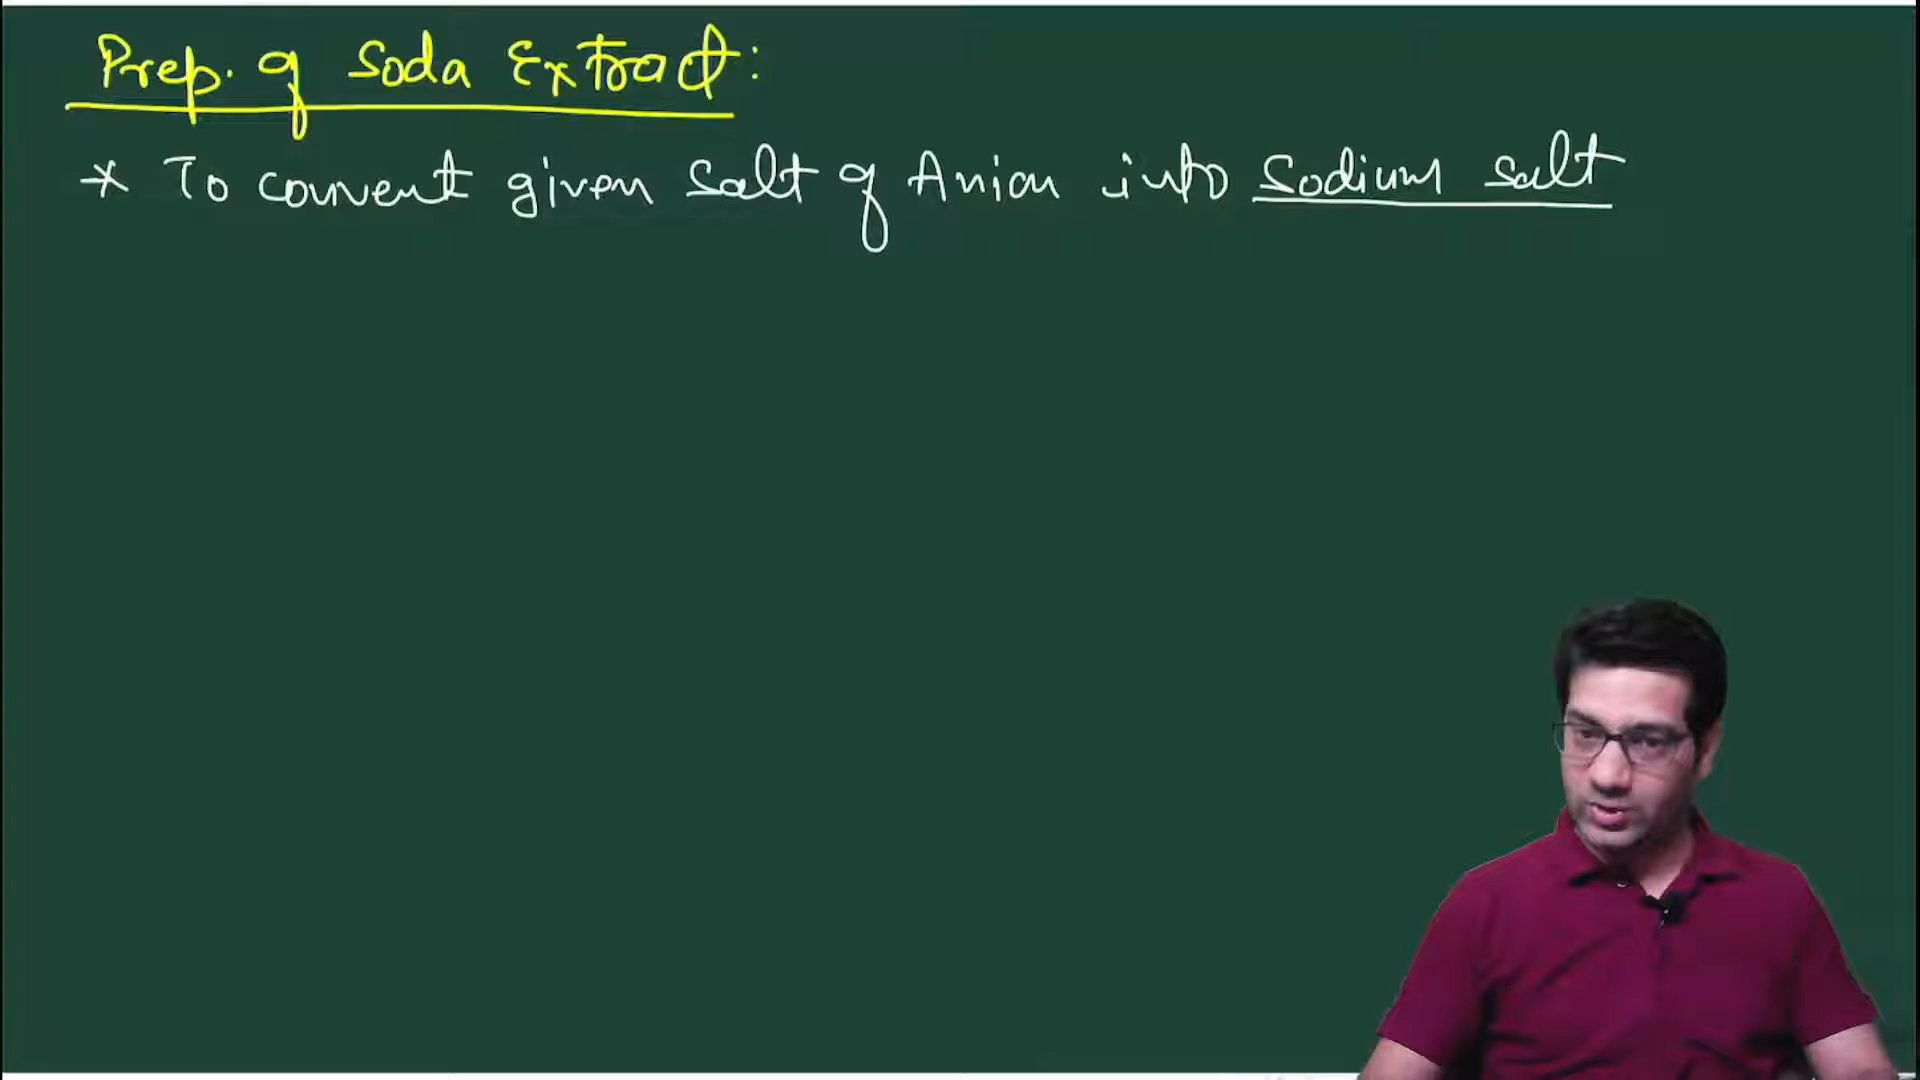 Prep. of Soda Extract:
* To convert given salt of Anion into Sodium salt